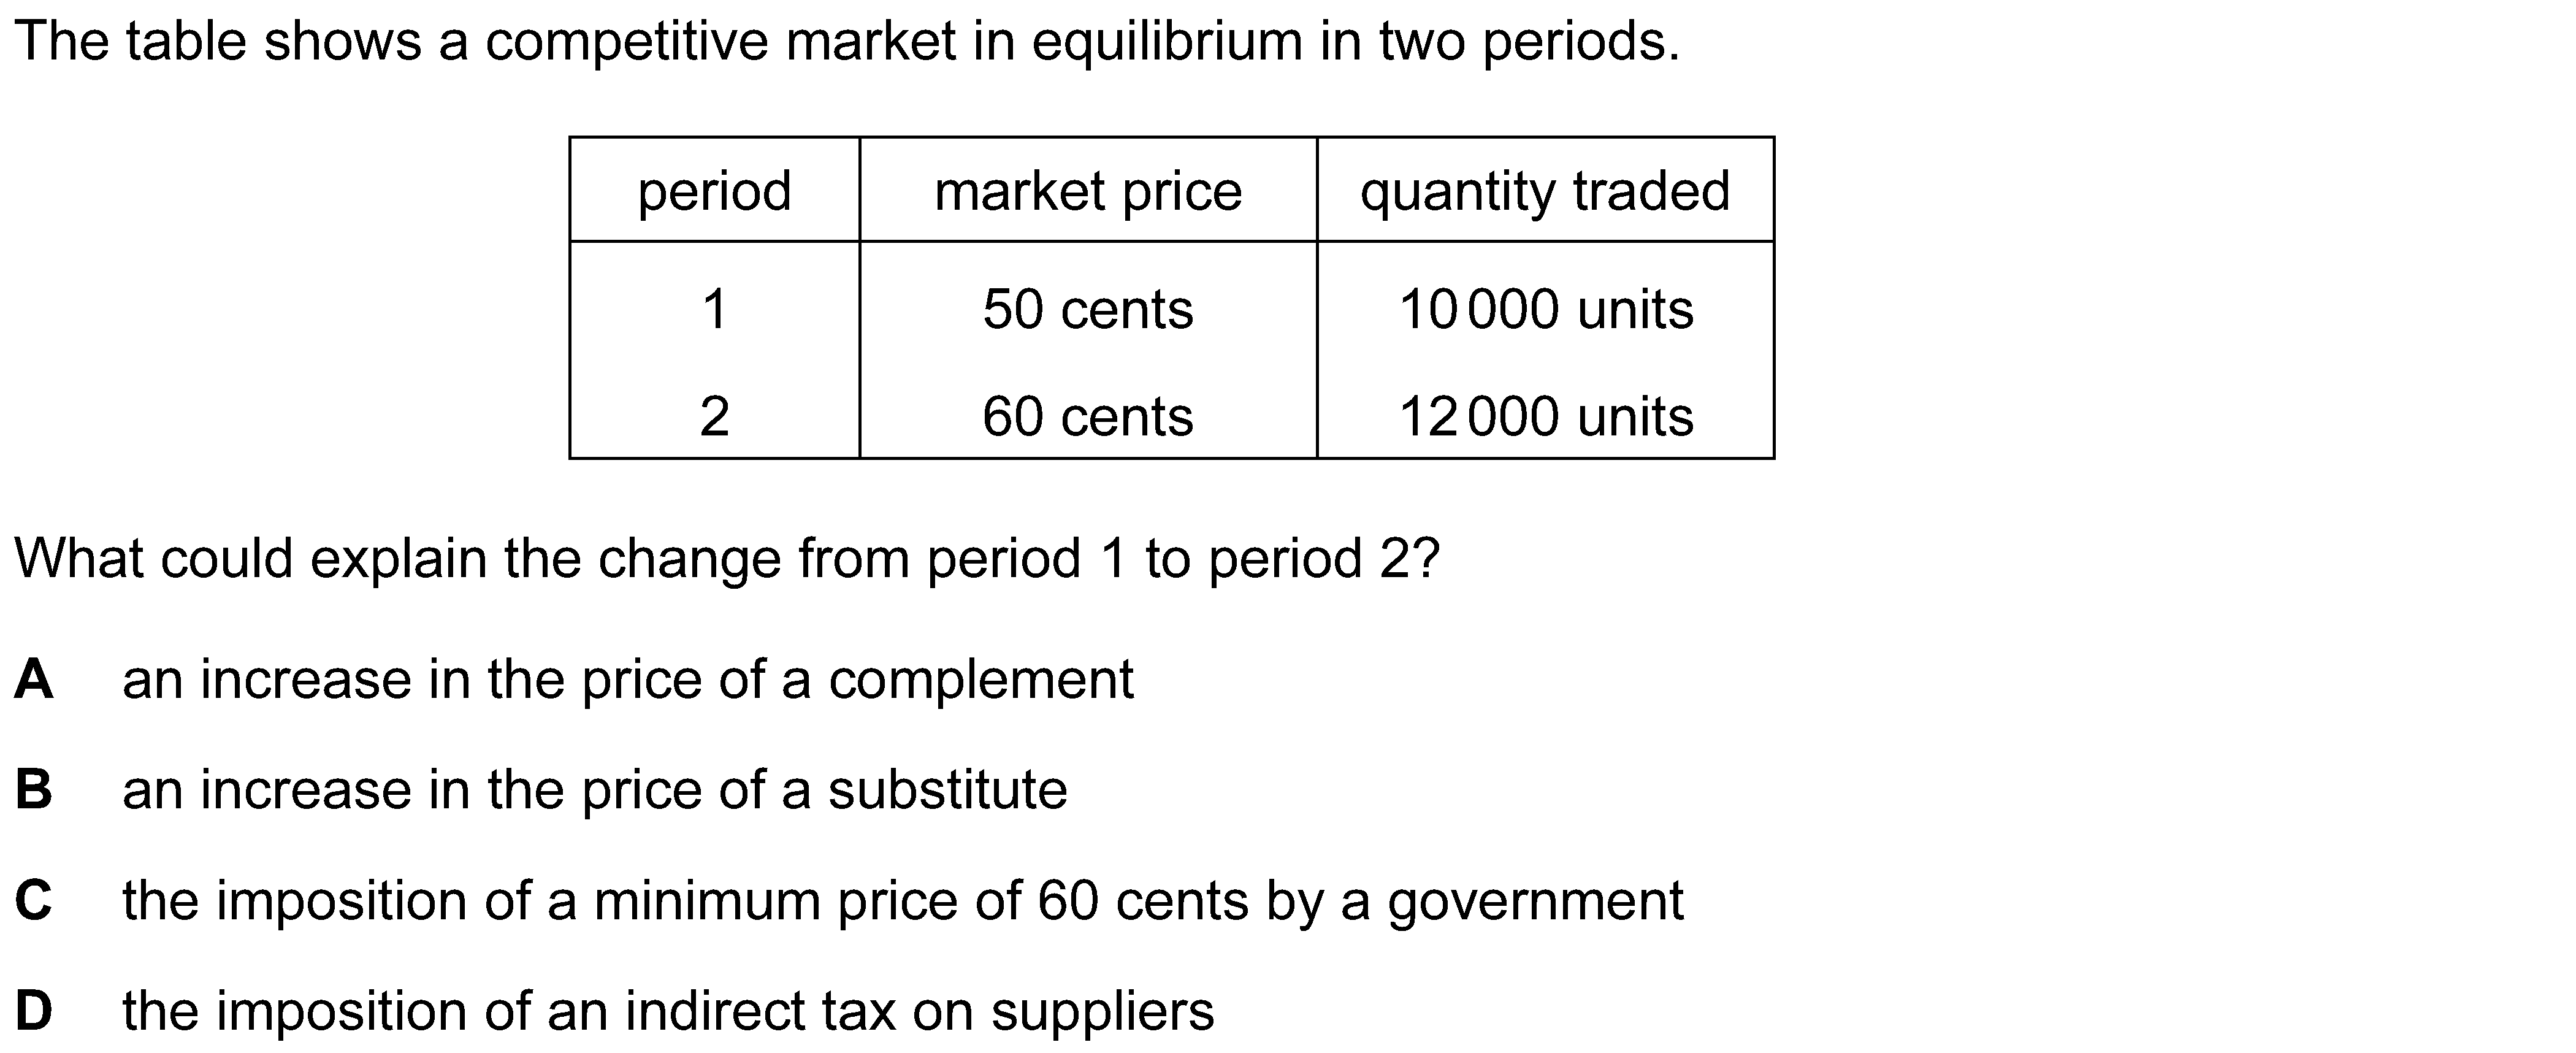 The table shows a competitive market in equilibrium in two periods.
period market price quantity traded
1 50 cents 10 000 units
2 60 cents 12 000 units
What could explain the change from period 1 to period 2?
A an increase in the price of a complement
B an increase in the price of a substitute
C the imposition of a minimum price of 60 cents by a government
D the imposition of an indirect tax on suppliers